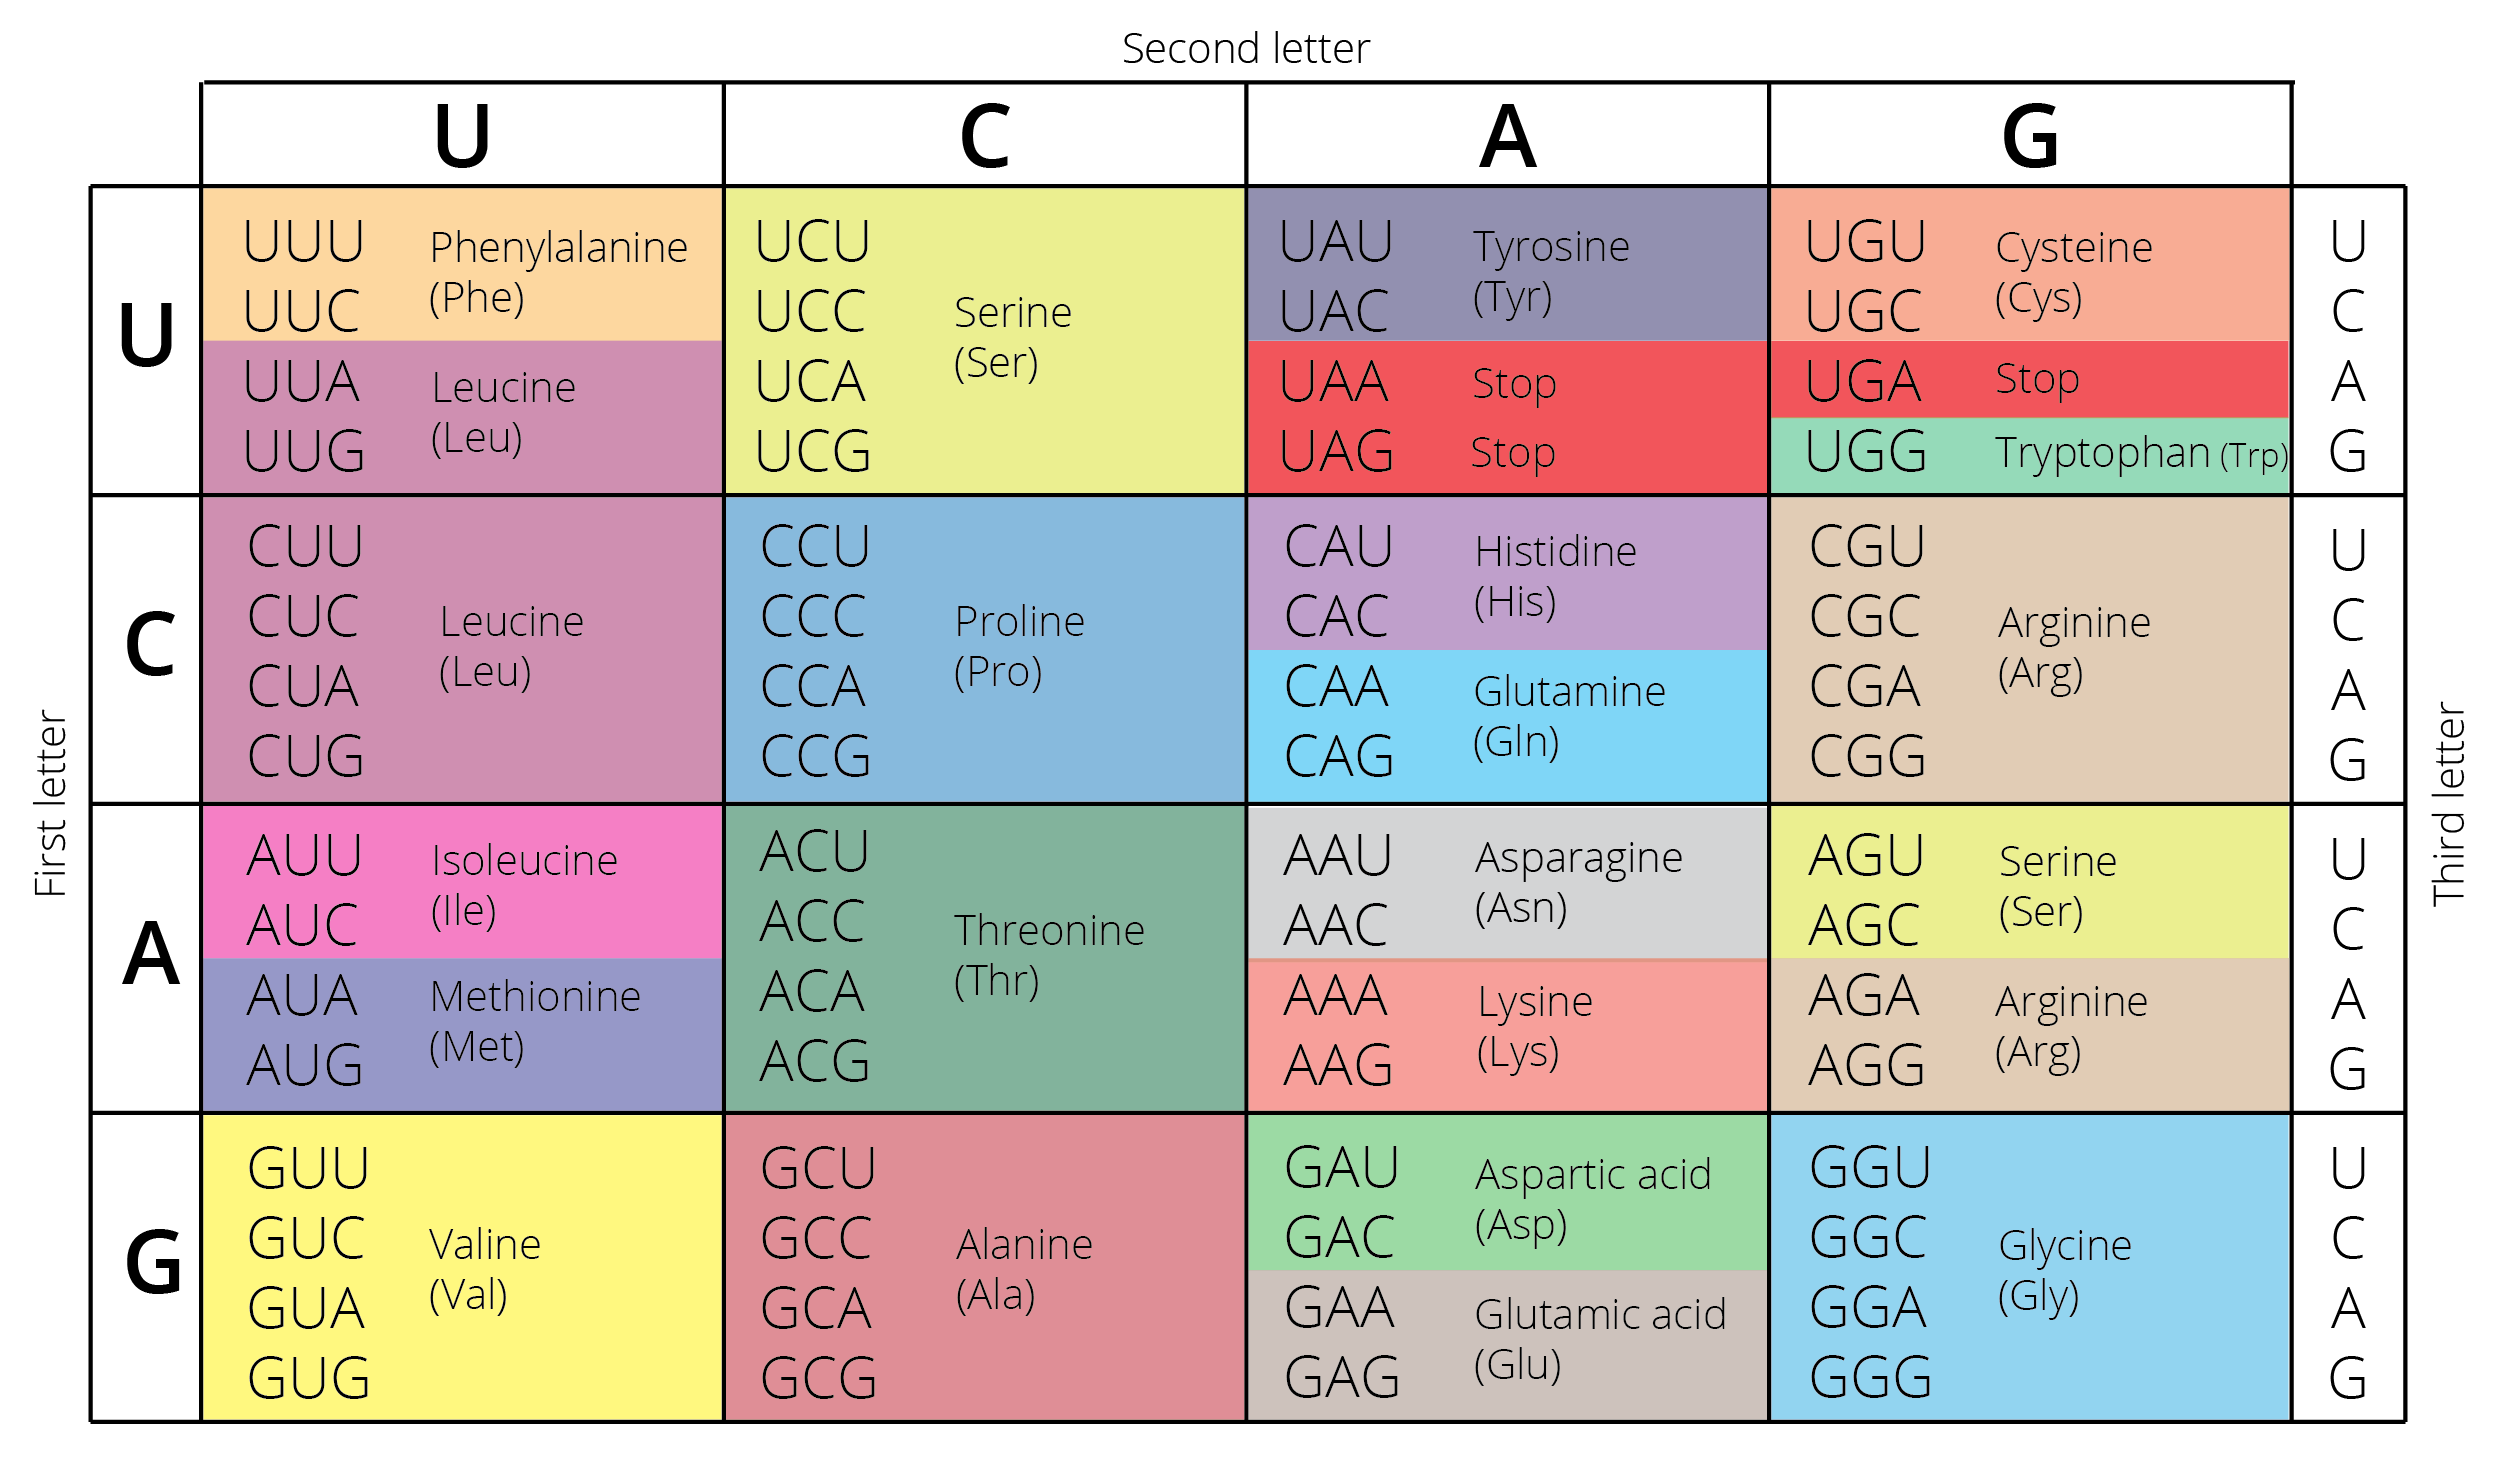 Second letter
U C A G
First letter
Third letter
U
UUU Phenylalanine
UUC (Phe)
UUA Leucine
UUG (Leu)
UCU
UCC Serine
UCA (Ser)
UCG
UAU Tyrosine
UAC (Tyr)
UAA Stop
UAG Stop
UGU Cysteine
UGC (Cys)
UGA Stop
UGG Tryptophan (Trp)
U
C
A
G
C
CUU
CUC Leucine
CUA (Leu)
CUG
CCU
CCC Proline
CCA (Pro)
CCG
CAU Histidine
CAC (His)
CAA Glutamine
CAG (Gln)
CGU
CGC Arginine
CGA (Arg)
CGG
U
C
A
G
A
AUU Isoleucine
AUC (Ile)
AUA Methionine
AUG (Met)
ACU
ACC Threonine
ACA (Thr)
ACG
AAU Asparagine
AAC (Asn)
AAA Lysine
AAG (Lys)
AGU Serine
AGC (Ser)
AGA Arginine
AGG (Arg)
U
C
A
G
G
GUU
GUC Valine
GUA (Val)
GUG
GCU
GCC Alanine
GCA (Ala)
GCG
GAU Aspartic acid
GAC (Asp)
GAA Glutamic acid
GAG (Glu)
GGU
GGC Glycine
GGA (Gly)
GGG
U
C
A
G